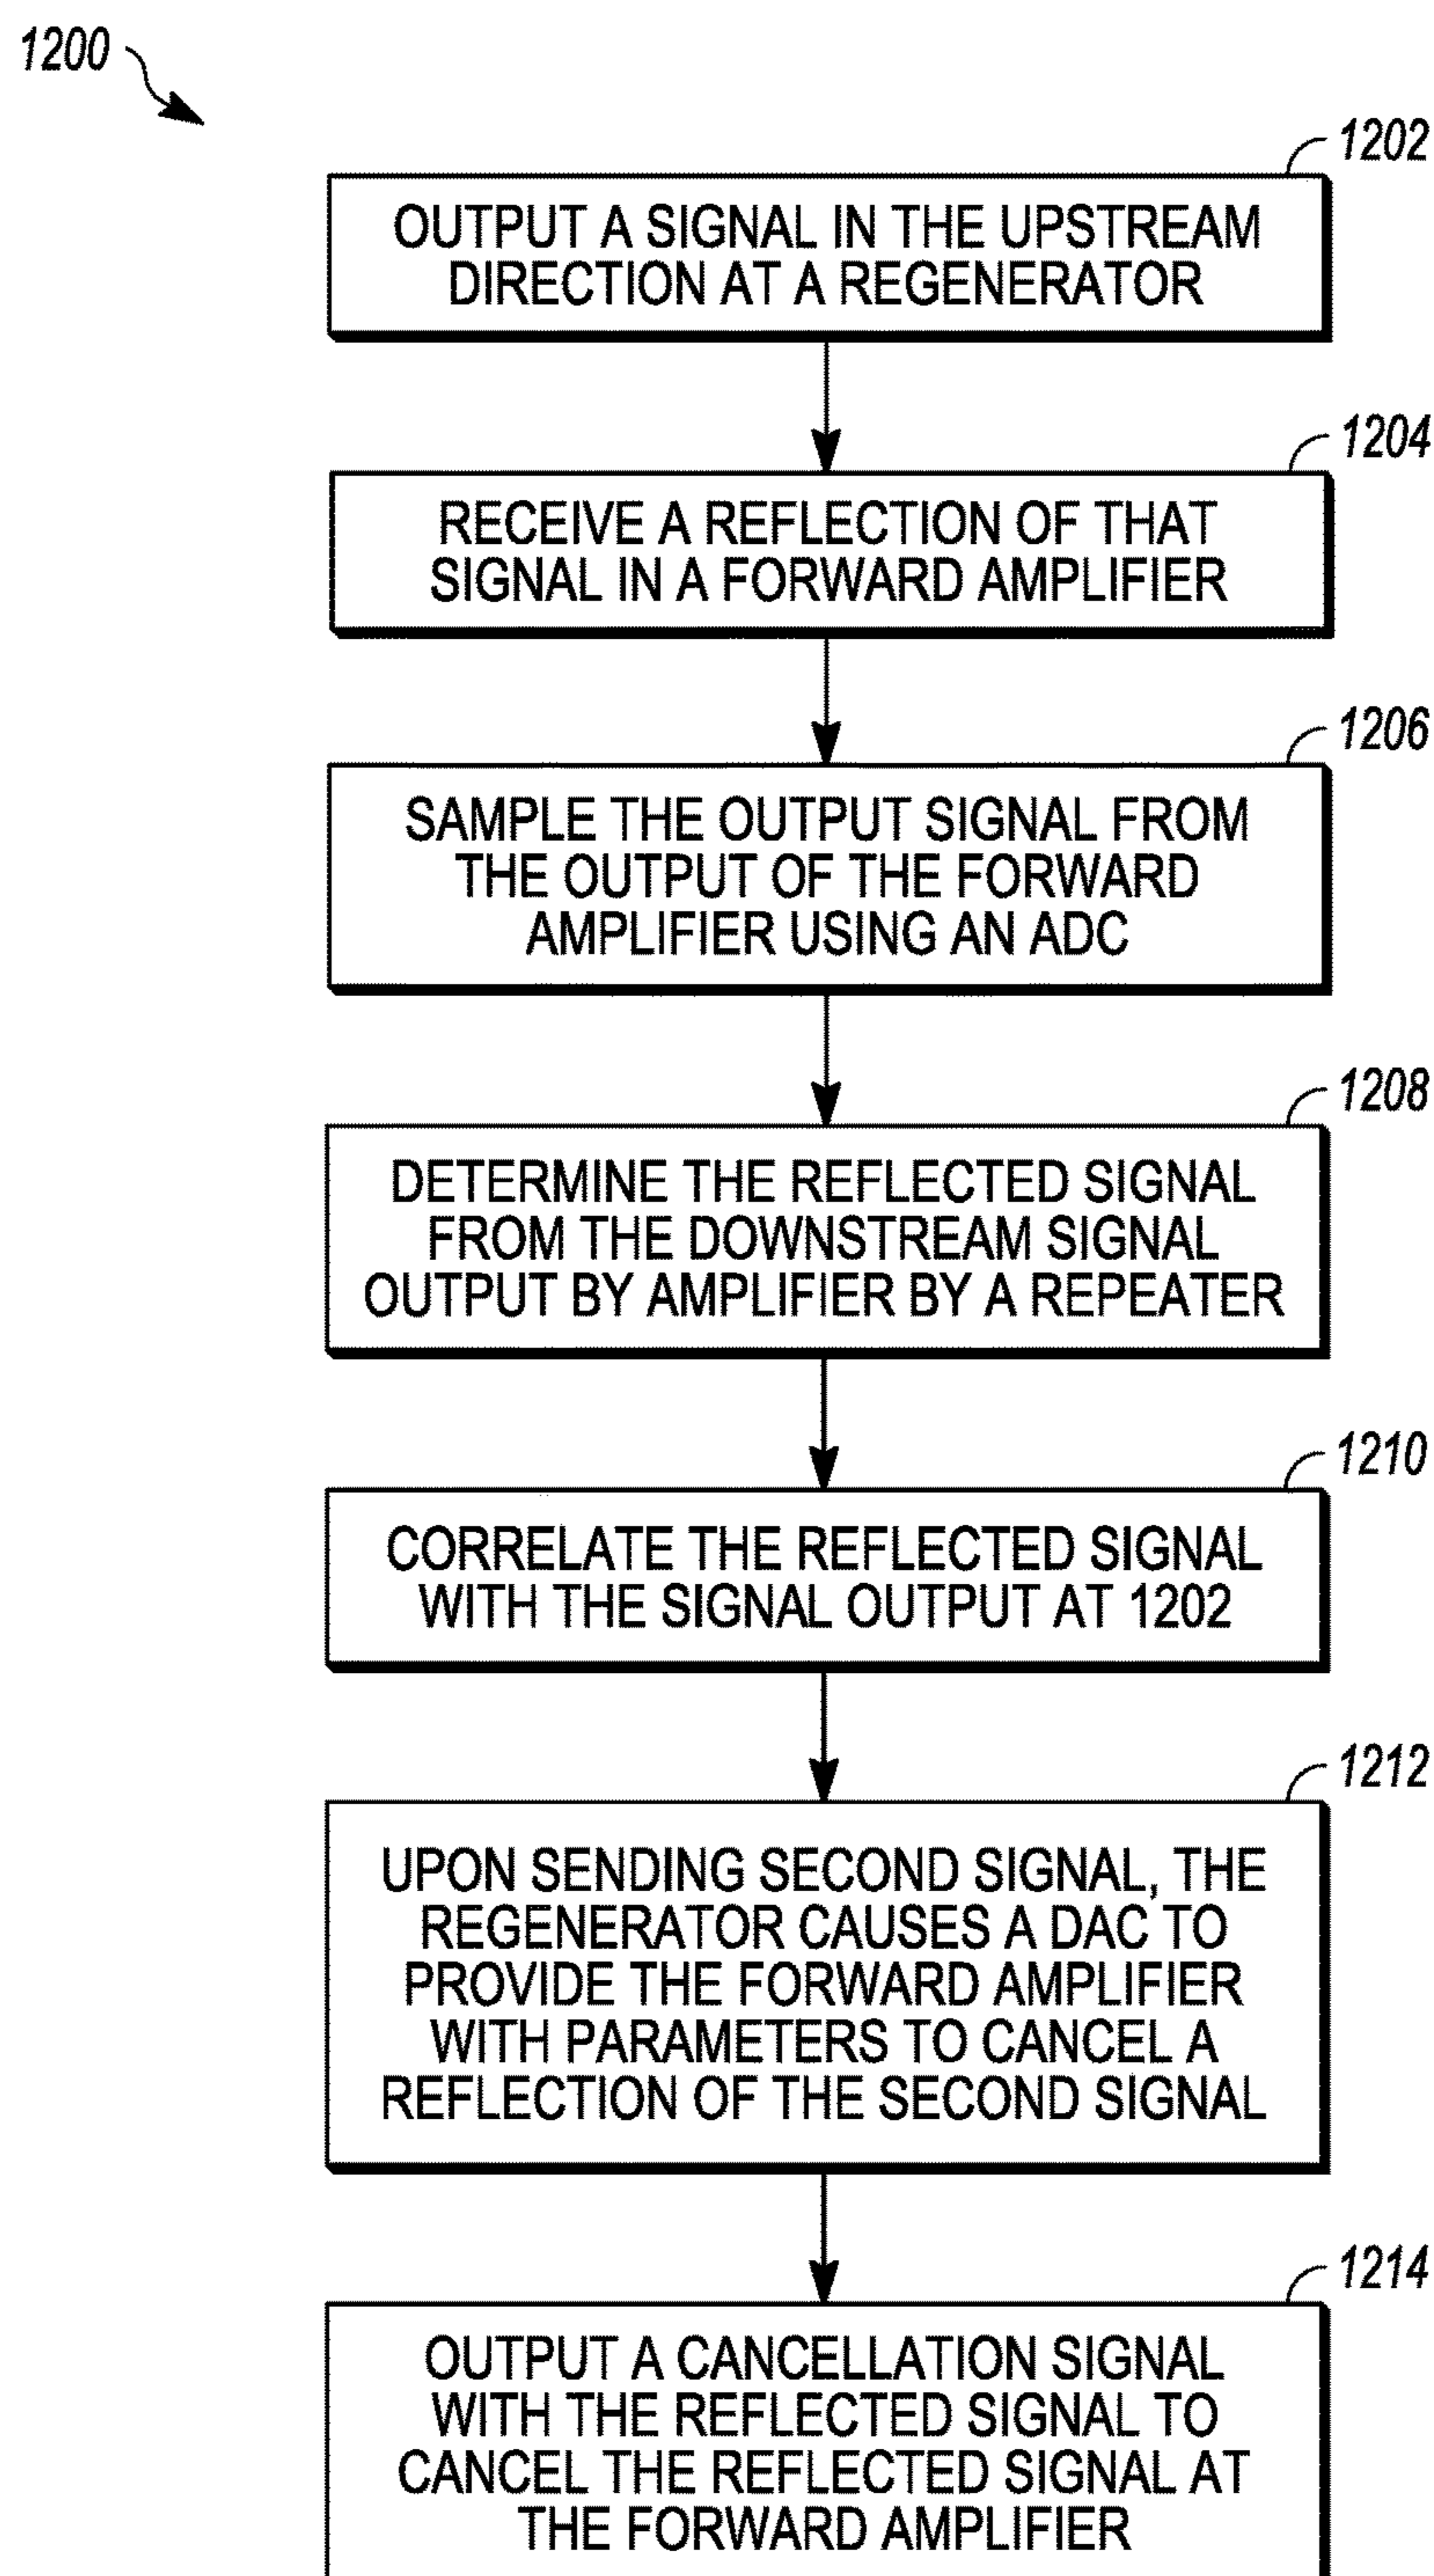 1200
1202
OUTPUT A SIGNAL IN THE UPSTREAM
DIRECTION AT A REGENERATOR
1204
RECEIVE A REFLECTION OF THAT
SIGNAL IN A FORWARD AMPLIFIER
1206
SAMPLE THE OUTPUT SIGNAL FROM
THE OUTPUT OF THE FORWARD
AMPLIFIER USING AN ADC
1208
DETERMINE THE REFLECTED SIGNAL
FROM THE DOWNSTREAM SIGNAL
OUTPUT BY AMPLIFIER BY A REPEATER
1210
CORRELATE THE REFLECTED SIGNAL
WITH THE SIGNAL OUTPUT AT 1202
1212
UPON SENDING SECOND SIGNAL, THE
REGENERATOR CAUSES A DAC TO
PROVIDE THE FORWARD AMPLIFIER
WITH PARAMETERS TO CANCEL A
REFLECTION OF THE SECOND SIGNAL
1214
OUTPUT A CANCELLATION SIGNAL
WITH THE REFLECTED SIGNAL TO
CANCEL THE REFLECTED SIGNAL AT
THE FORWARD AMPLIFIER